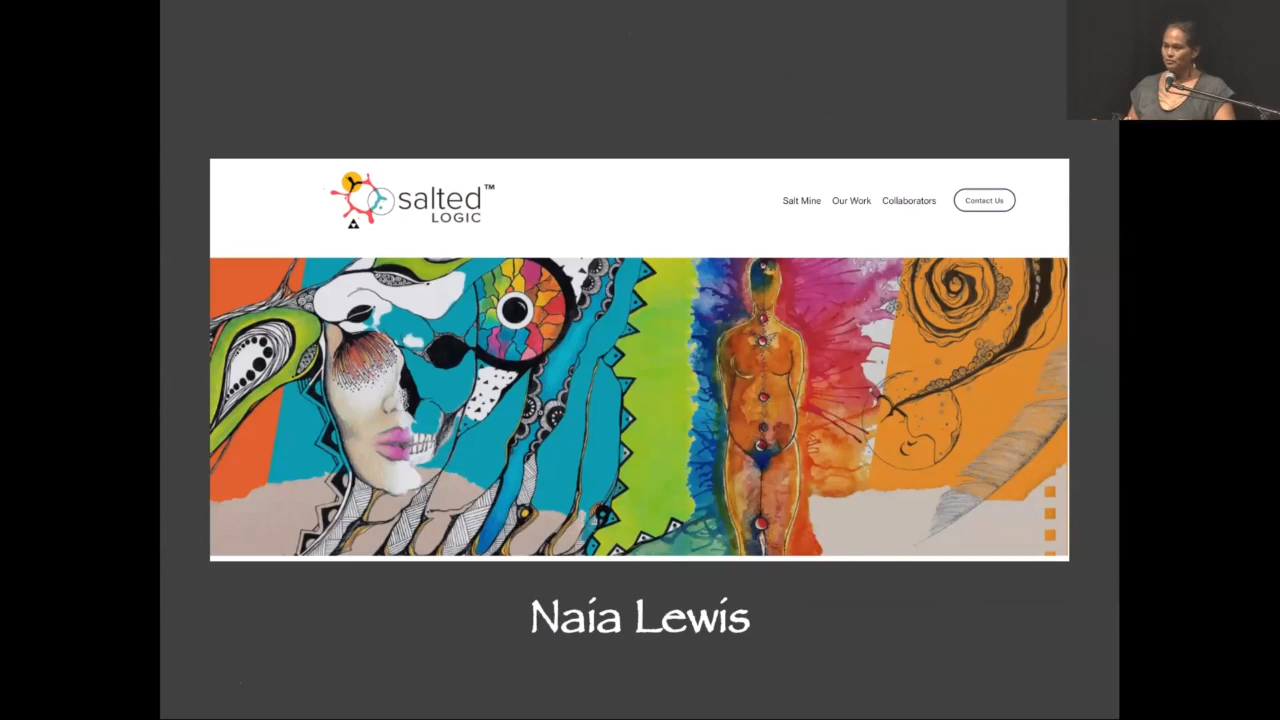 salted™
LOGIC
Salt Mine Our Work Collaborators Contact Us
Naia Lewis